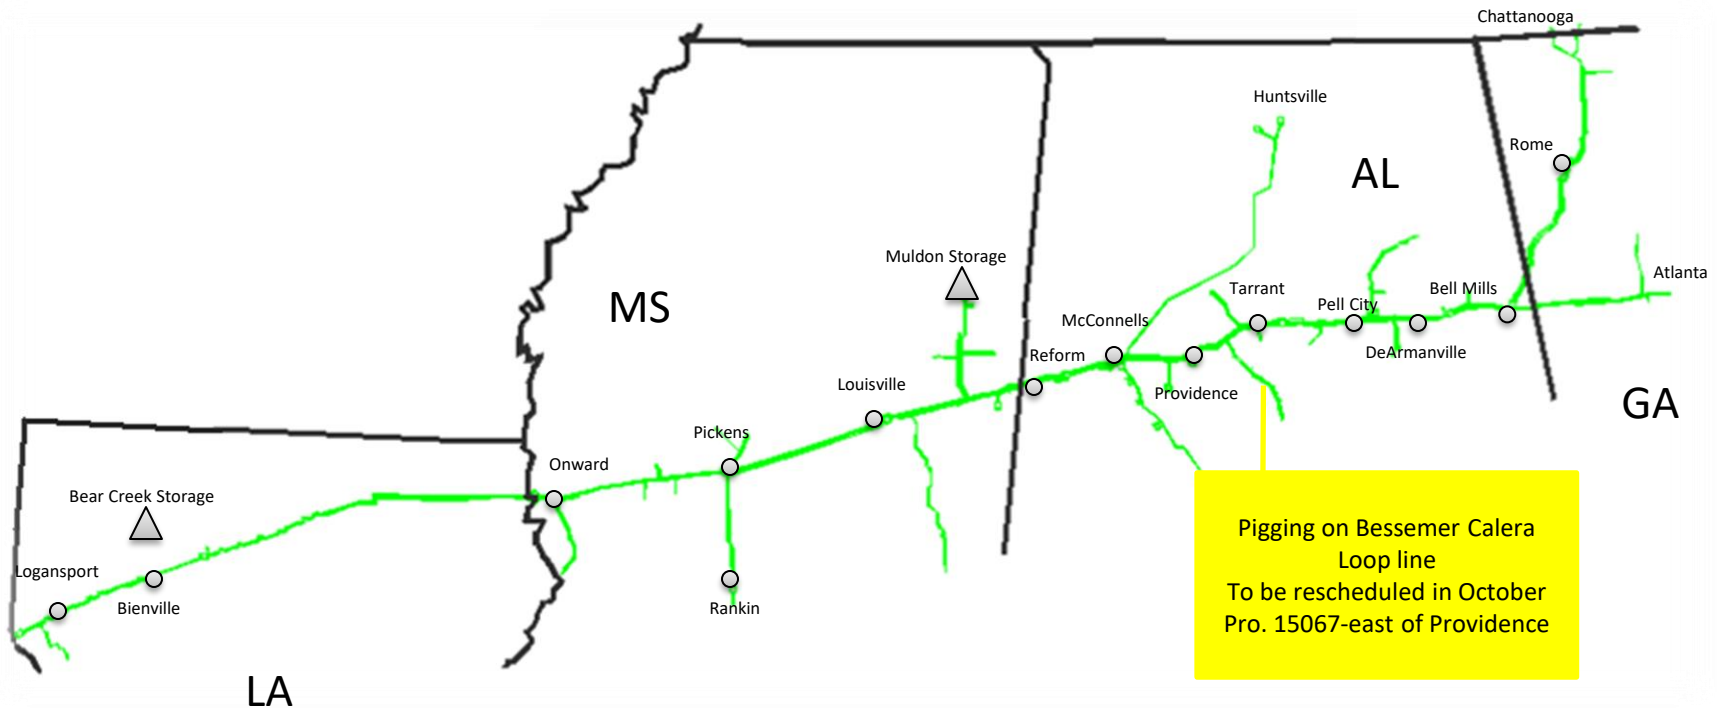 Chattanooga
Huntsville
Rome
AL
Muldon Storage
Atlanta
MS
Tarrant
Bell Mills
Pell City
McConnells
Reform
DeArmanville
Louisville
Providence
GA
Pickens
Onward
Bear Creek Storage
Logansport
Bienville
Rankin
LA
Pigging on Bessemer Calera
Loop line
To be rescheduled in October
Pro. 15067-east of Providence